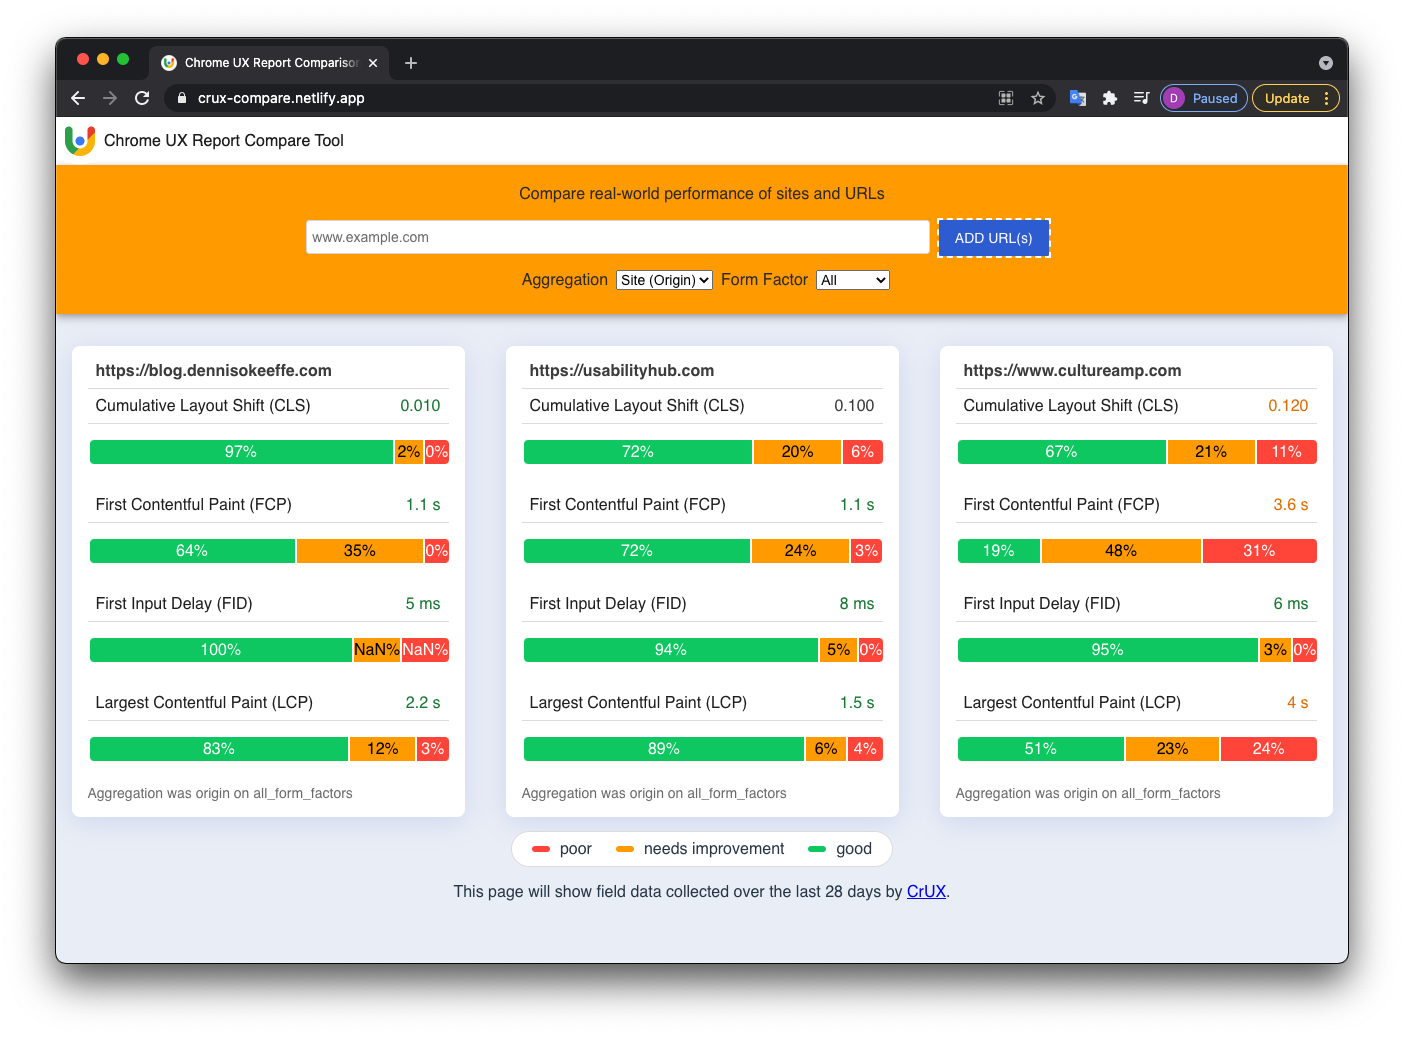 Chrome UX Report Comparison
crux-compare.netlify.app
D Paused
Update
Chrome UX Report Compare Tool
Compare real-world performance of sites and URLs
www.example.com
ADD URL(s)
Aggregation Site (Origin) Form Factor All
https://blog.dennisokeeffe.com
Cumulative Layout Shift (CLS) 0.010
97% 2% 0%
First Contentful Paint (FCP) 1.1 s
64% 35% 0%
First Input Delay (FID) 5 ms
100% NaN% NaN%
Largest Contentful Paint (LCP) 2.2 s
83% 12% 3%
Aggregation was origin on all_form_factors
https://usabilityhub.com
Cumulative Layout Shift (CLS) 0.100
72% 20% 6%
First Contentful Paint (FCP) 1.1 s
72% 24% 3%
First Input Delay (FID) 8 ms
94% 5% 0%
Largest Contentful Paint (LCP) 1.5 s
89% 6% 4%
Aggregation was origin on all_form_factors
https://www.cultureamp.com
Cumulative Layout Shift (CLS) 0.120
67% 21% 11%
First Contentful Paint (FCP) 3.6 s
19% 48% 31%
First Input Delay (FID) 6 ms
95% 3% 0%
Largest Contentful Paint (LCP) 4 s
51% 23% 24%
Aggregation was origin on all_form_factors
poor needs improvement good
This page will show field data collected over the last 28 days by CrUX.